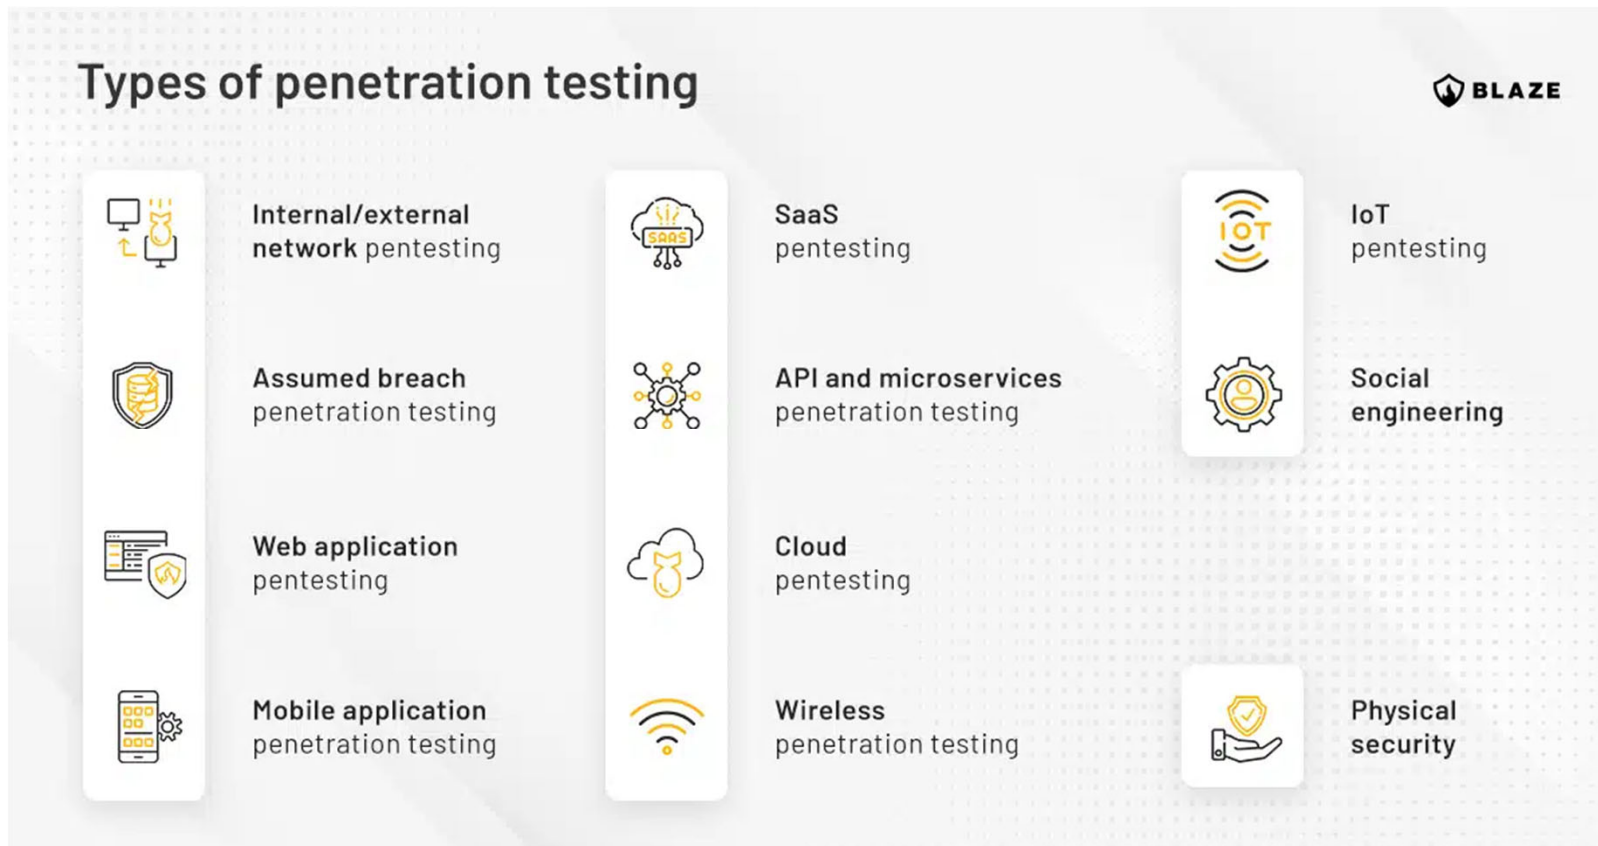 Types of penetration testing
BLAZE
Internal/external
network pentesting
Assumed breach
penetration testing
Web application
pentesting
Mobile application
penetration testing
SAAS
SaaS
pentesting
API and microservices
penetration testing
Cloud
pentesting
Wireless
penetration testing
IOT
IoT
pentesting
Social
engineering
Physical
security